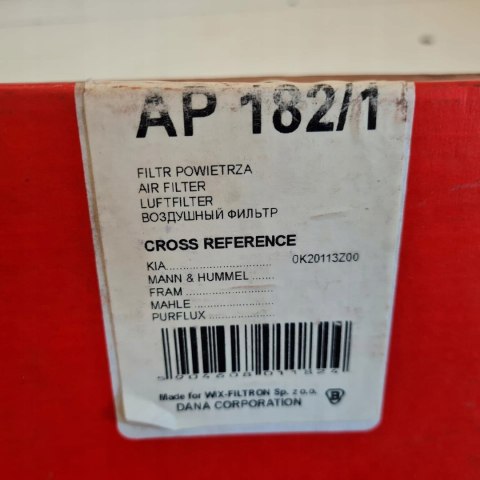 AP 182/1
FILTR POWIETRZA
AIR FILTER
LUFTFILTER
ВОЗДУШНЫЙ ФИЛЬТР
CROSS REFERENCE
KIA.............................. 0K20113Z00
MANN & HUMMEL ......
FRAM ........................
MAHLE ......................
PURFLUX ..................
5904608011824
Made for WIX-FILTRON Sp. z o.o. B
DANA CORPORATION